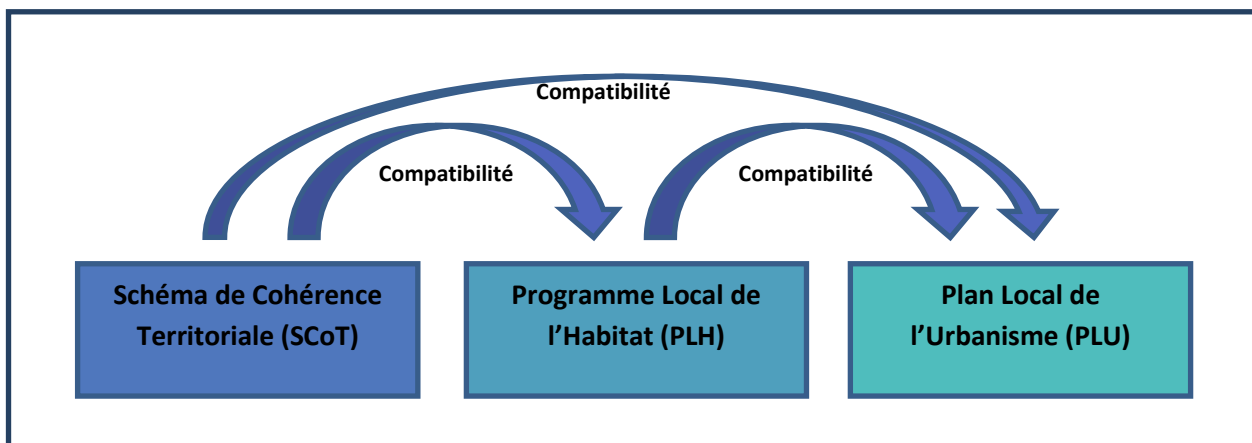 Compatibilité
Compatibilité
Compatibilité
Schéma de Cohérence
Territoriale (SCoT)
Programme Local de
l’Habitat (PLH)
Plan Local de
l’Urbanisme (PLU)